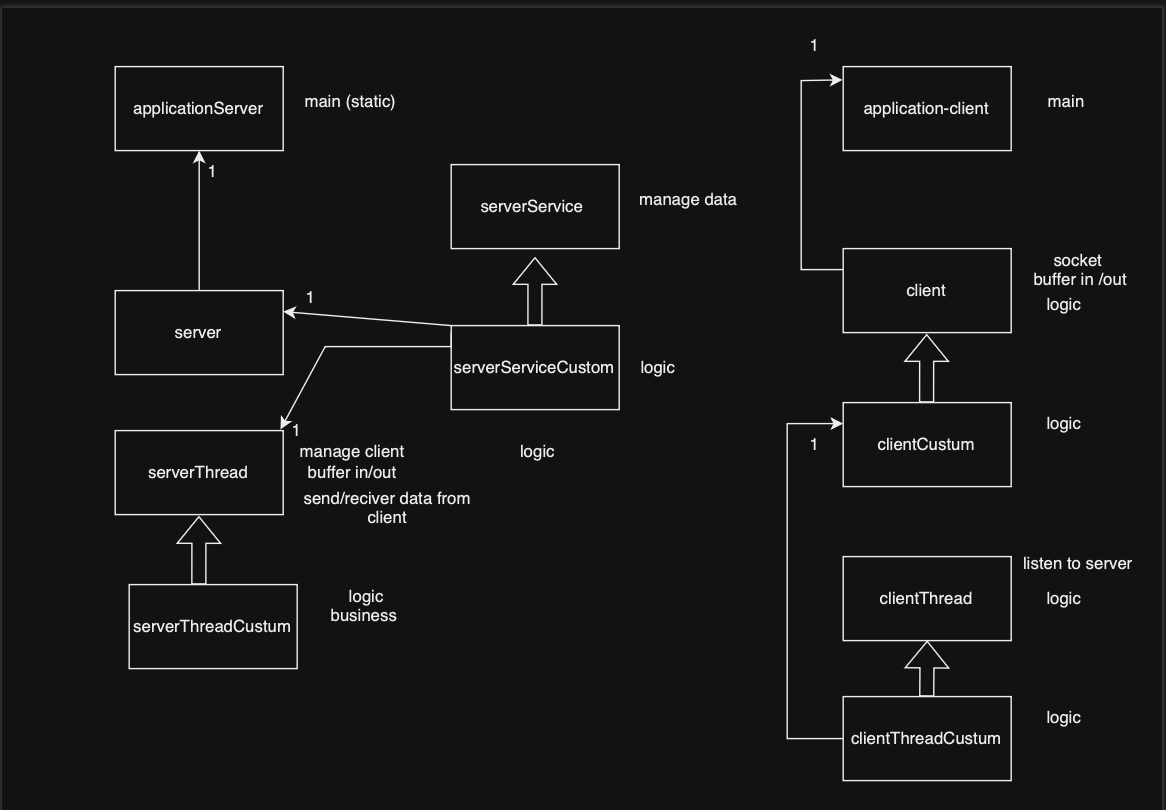 1
applicationServer
main (static)
application-client
main
1
serverService
manage data
socket
buffer in /out
client
logic
1
server
serverServiceCustom
logic
1
manage client
logic
clientCustum
logic
1
serverThread
buffer in/out
send/reciver data from
client
listen to server
clientThread
logic
logic
business
serverThreadCustum
logic
clientThreadCustum